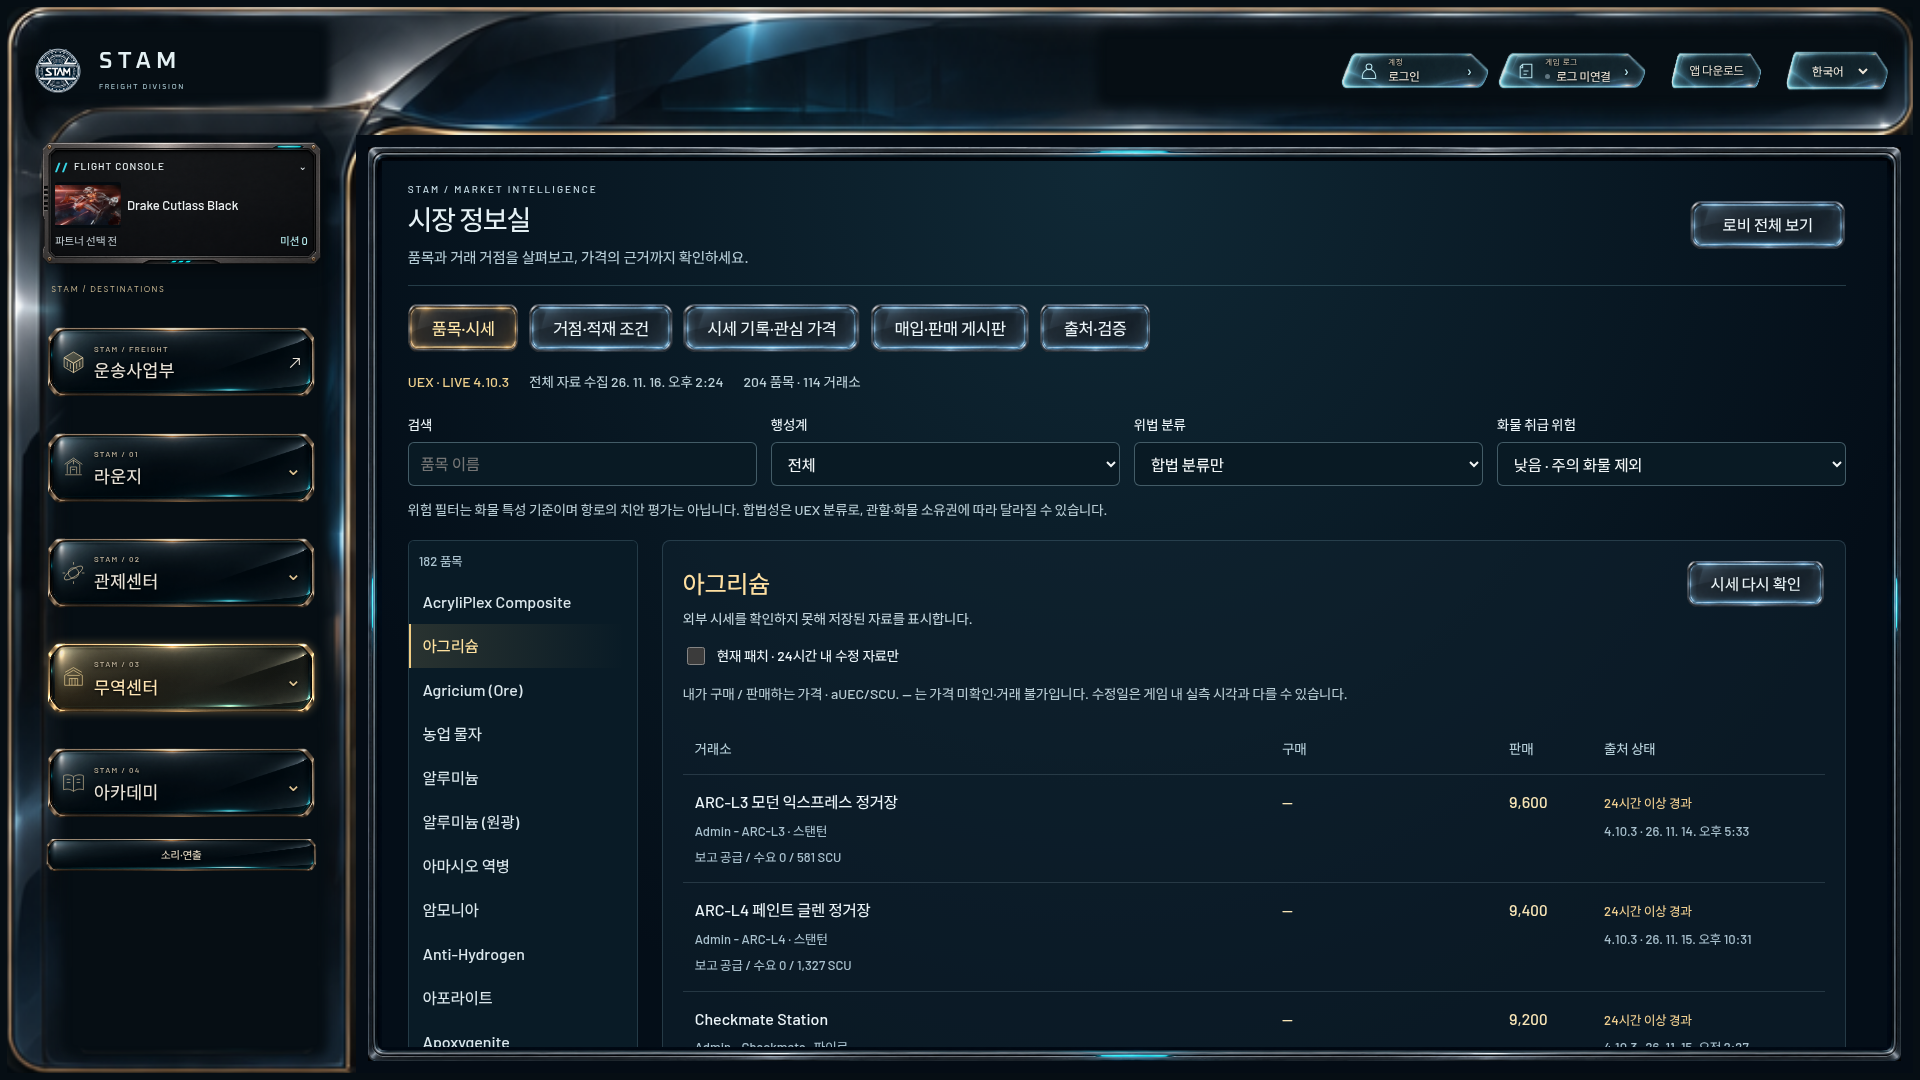 STAM
FREIGHT DIVISION
계정
로그인
게임 로그
로그 미연결
앱 다운로드
한국어
// FLIGHT CONSOLE
Drake Cutlass Black
파트너 선택 전
미션 0
STAM / DESTINATIONS
STAM / FREIGHT
운송사업부
STAM / 01
라운지
STAM / 02
관제센터
STAM / 03
무역센터
STAM / 04
아카데미
소리·연출
STAM / MARKET INTELLIGENCE
시장 정보실
품목과 거래 거점을 살펴보고, 가격의 근거까지 확인하세요.
로비 전체 보기
품목·시세
거점·적재 조건
시세 기록·관심 가격
매입·판매 게시판
출처·검증
UEX · LIVE 4.10.3 전체 자료 수집 26. 11. 16. 오후 2:24 204 품목 · 114 거래소
검색
품목 이름
행성계
전체
위법 분류
합법 분류만
화물 취급 위험
낮음 · 주의 화물 제외
위험 필터는 화물 특성 기준이며 항로의 치안 평가는 아닙니다. 합법성은 UEX 분류로, 관할·화물 소유권에 따라 달라질 수 있습니다.
182 품목
AcryliPlex Composite
아그리슘
Agricium (Ore)
농업 물자
알루미늄
알루미늄 (원광)
아마시오 역병
암모니아
Anti-Hydrogen
아포라이트
Apoxygenite
아그리슘
시세 다시 확인
외부 시세를 확인하지 못해 저장된 자료를 표시합니다.
현재 패치 · 24시간 내 수정 자료만
내가 구매 / 판매하는 가격 · aUEC/SCU. — 는 가격 미확인·거래 불가입니다. 수정일은 게임 내 실측 시각과 다를 수 있습니다.
거래소 구매 판매 출처 상태
ARC-L3 모던 익스프레스 정거장 — 9,600 24시간 이상 경과
Admin - ARC-L3 · 스탠턴 4.10.3 · 26. 11. 14. 오후 5:33
보고 공급 / 수요 0 / 581 SCU
ARC-L4 페인트 글렌 정거장 — 9,400 24시간 이상 경과
Admin - ARC-L4 · 스탠턴 4.10.3 · 26. 11. 15. 오후 10:31
보고 공급 / 수요 0 / 1,327 SCU
Checkmate Station — 9,200 24시간 이상 경과
Admin - Checkmate · 파이로 4.10.3 · 26. 11. 15. 오전 2:27